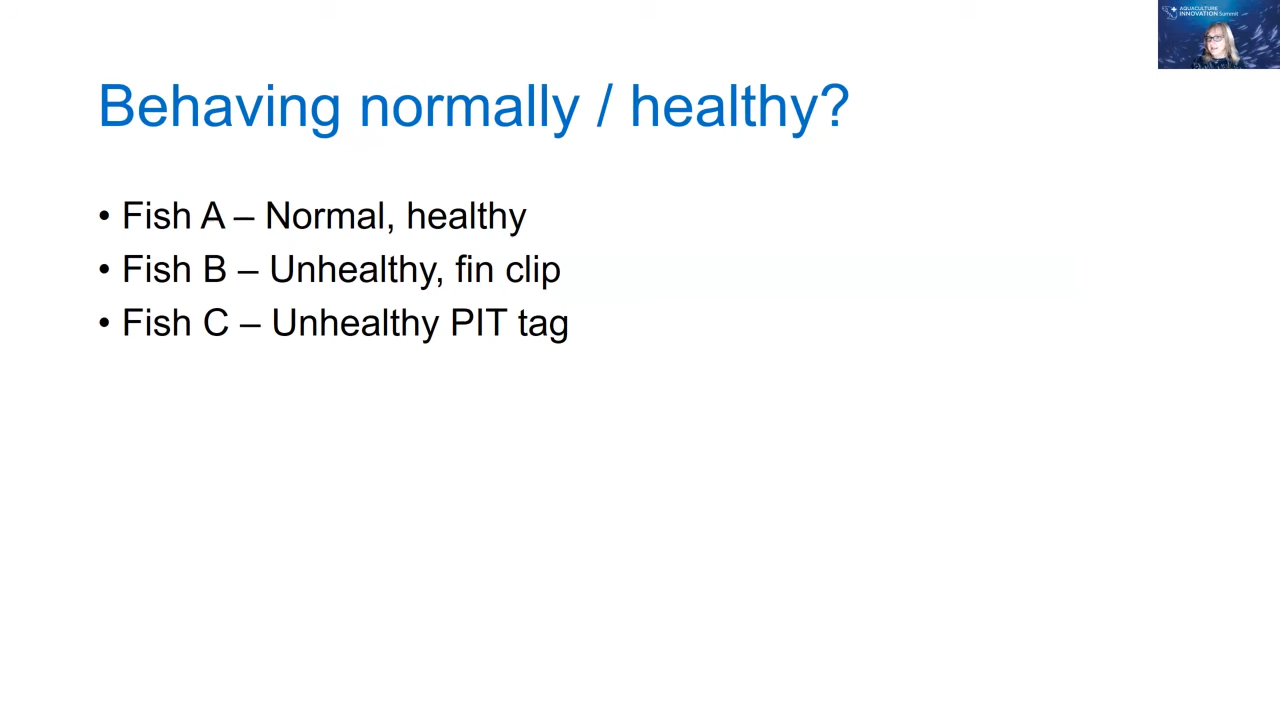 AQUACULTURE
INNOVATION Summit
Behaving normally / healthy?
• Fish A – Normal, healthy
• Fish B – Unhealthy, fin clip
• Fish C – Unhealthy PIT tag